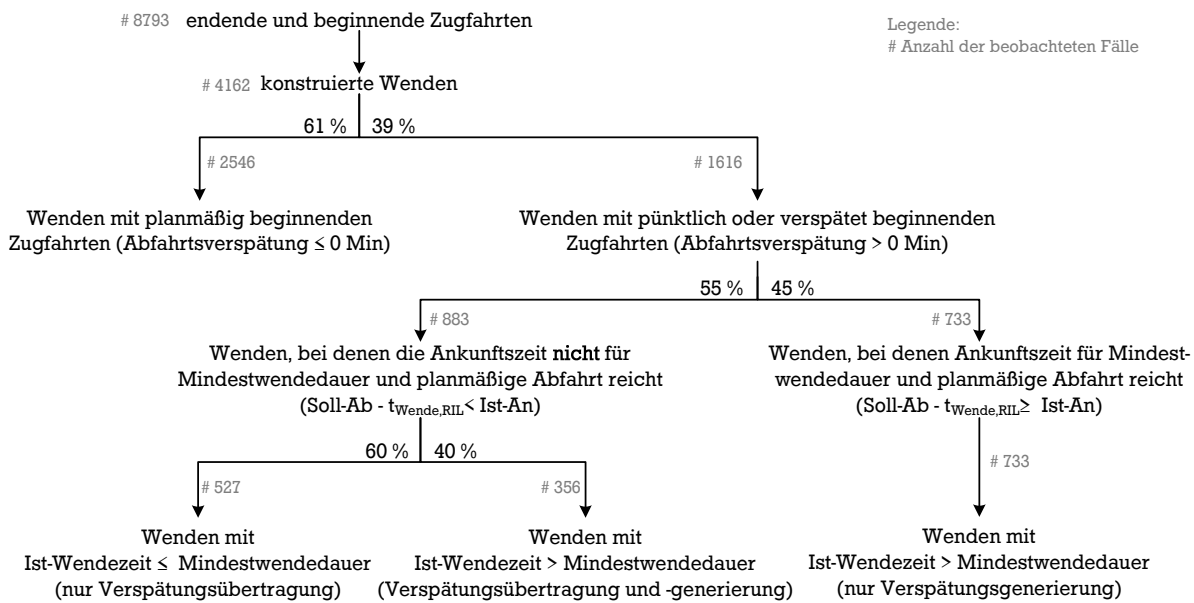 # 8793 endende und beginnende Zugfahrten
Legende:
# Anzahl der beobachteten Fälle
# 4162 konstruierte Wenden
61 % 39 %
# 2546
# 1616
Wenden mit planmäßig beginnenden
Zugfahrten (Abfahrtsverspätung ≤ 0 Min)
Wenden mit pünktlich oder verspätet beginnenden
Zugfahrten (Abfahrtsverspätung > 0 Min)
55 % 45 %
# 883
# 733
Wenden, bei denen die Ankunftszeit nicht für
Mindestwendedauer und planmäßige Abfahrt reicht
(Soll-Ab - tWende,RIL< Ist-An)
Wenden, bei denen Ankunftszeit für Mindest-
wendedauer und planmäßige Abfahrt reicht
(Soll-Ab - tWende,RIL≥ Ist-An)
60 % 40 %
# 527
# 356
# 733
Wenden mit
Ist-Wendezeit ≤ Mindestwendedauer
(nur Verspätungsübertragung)
Wenden mit
Ist-Wendezeit > Mindestwendedauer
(Verspätungsübertragung und -generierung)
Wenden mit
Ist-Wendezeit > Mindestwendedauer
(nur Verspätungsgenerierung)